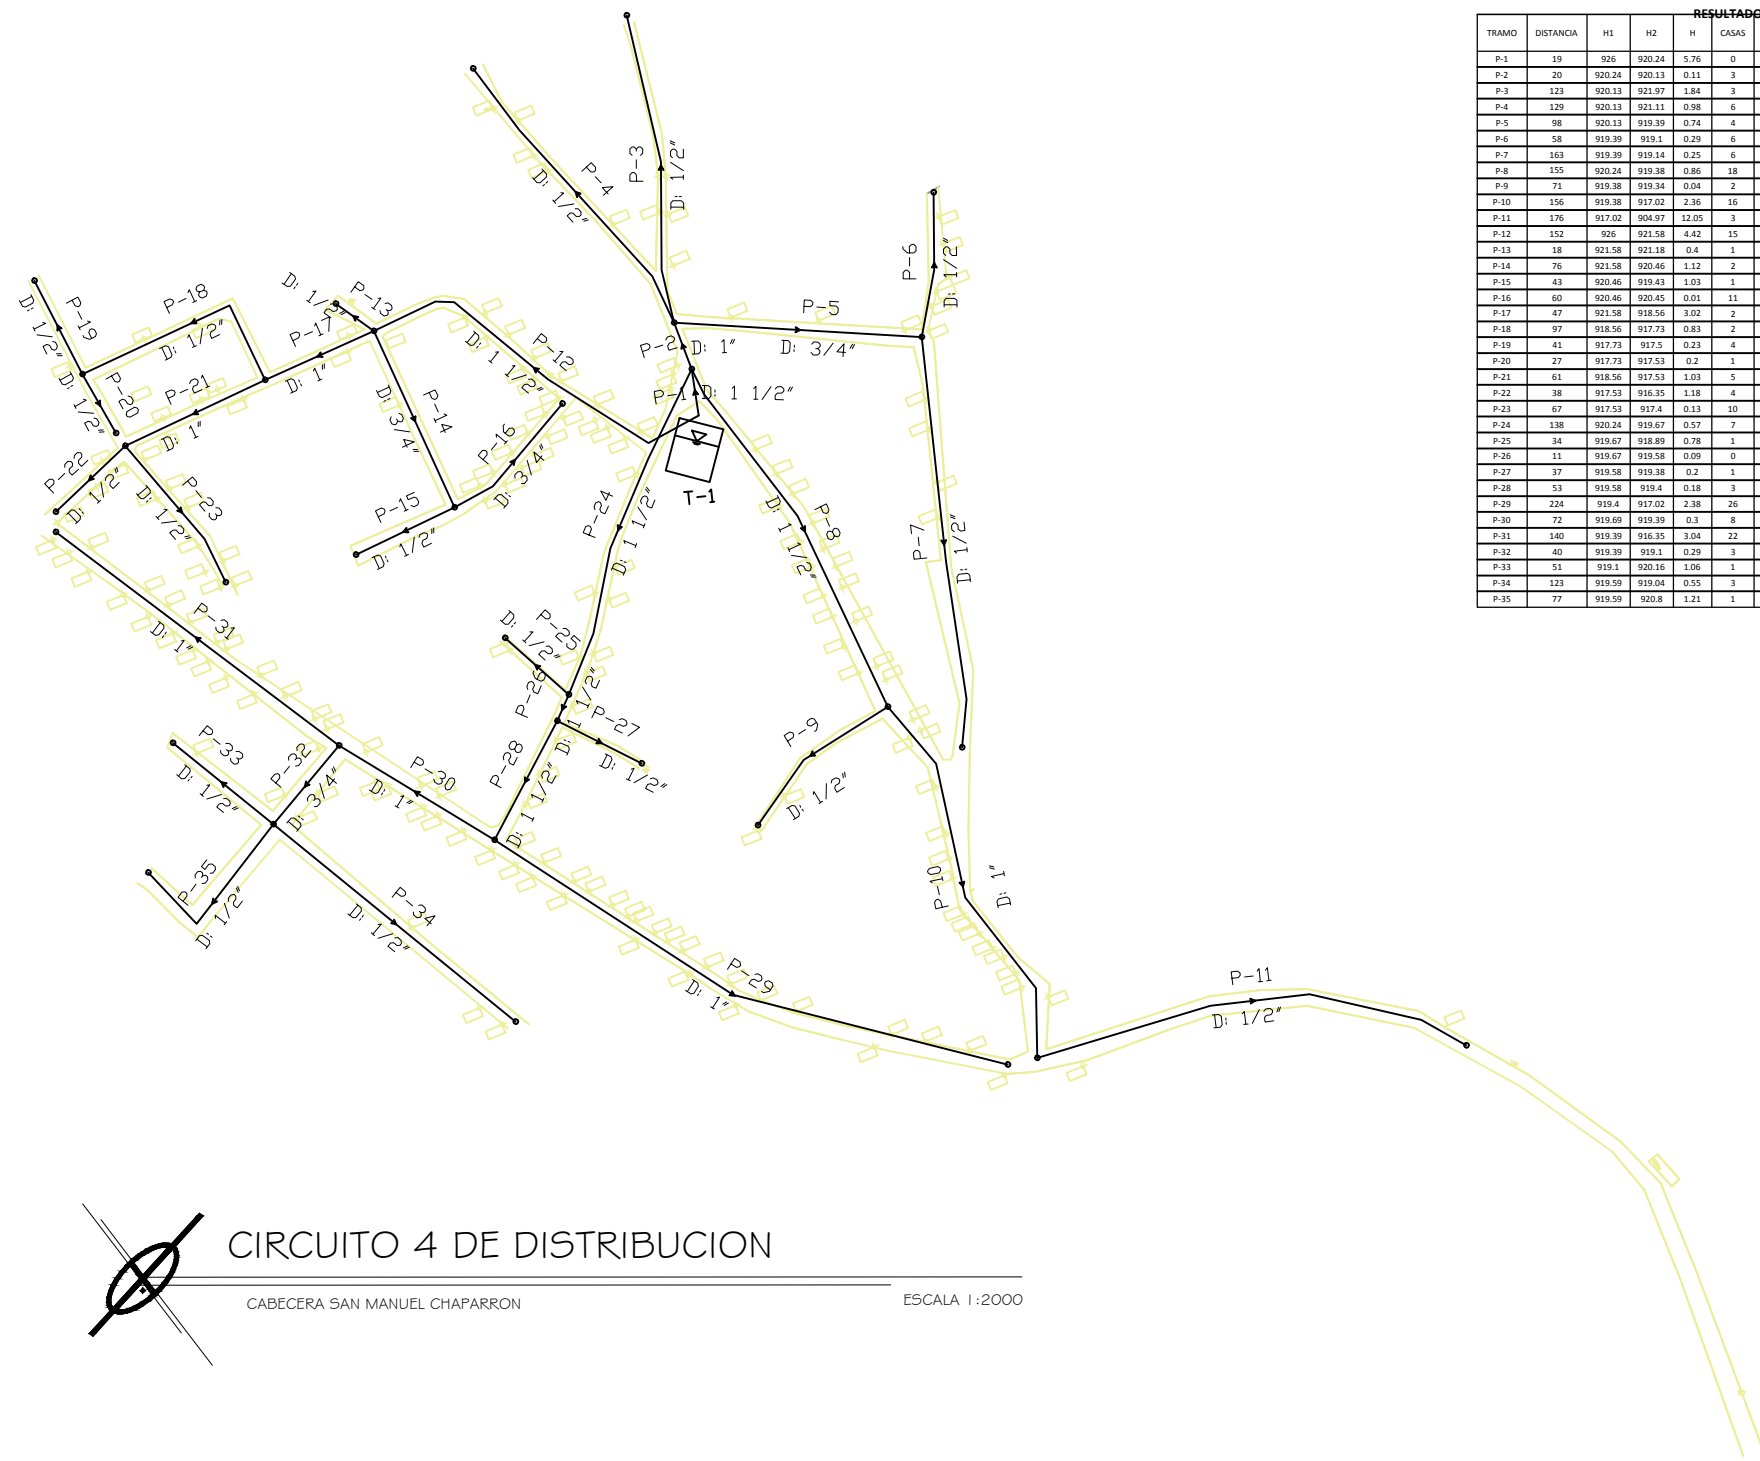 RESULTADO
TRAMO DISTANCIA H1 H2 H CASAS
P-1 19 926 920.24 5.76 0
P-2 20 920.24 920.13 0.11 3
P-3 123 920.13 921.97 1.84 3
P-4 129 920.13 921.11 0.98 6
P-5 98 920.13 919.39 0.74 4
P-6 58 919.39 919.1 0.29 6
P-7 163 919.39 919.14 0.25 6
P-8 155 920.24 919.38 0.86 18
P-9 71 919.38 919.34 0.04 2
P-10 156 919.38 917.02 2.36 16
P-11 176 917.02 904.97 12.05 3
P-12 152 926 921.58 4.42 15
P-13 18 921.58 921.18 0.4 1
P-14 76 921.58 920.46 1.12 2
P-15 43 920.46 919.43 1.03 1
P-16 60 920.46 920.45 0.01 11
P-17 47 921.58 918.56 3.02 2
P-18 97 918.56 917.73 0.83 2
P-19 41 917.73 917.5 0.23 4
P-20 27 917.73 917.53 0.2 1
P-21 61 918.56 917.53 1.03 5
P-22 38 917.53 916.35 1.18 4
P-23 67 917.53 917.4 0.13 10
P-24 138 920.24 919.67 0.57 7
P-25 34 919.67 918.89 0.78 1
P-26 11 919.67 919.58 0.09 0
P-27 37 919.58 919.38 0.2 1
P-28 53 919.58 919.4 0.18 3
P-29 224 919.4 917.02 2.38 26
P-30 72 919.69 919.39 0.3 8
P-31 140 919.39 916.35 3.04 22
P-32 40 919.39 919.1 0.29 3
P-33 51 919.1 920.16 1.06 1
P-34 123 919.59 919.04 0.55 3
P-35 77 919.59 920.8 1.21 1
P-3
D: 1/2"
P-4
D: 1/2"
P-6
D: 1/2"
P-5
D: 3/4"
P-2
D: 1"
P-1
D: 1 1/2"
T-1
P-13
D: 1/2"
P-12
D: 1 1/2"
P-17
D: 1"
P-18
D: 1/2"
P-19
D: 1/2"
P-20
D: 1/2"
P-21
D: 1"
P-14
D: 3/4"
P-16
D: 3/4"
P-15
D: 1/2"
P-22
D: 1/2"
P-23
D: 1/2"
P-24
D: 1 1/2"
P-8
D: 1 1/2"
P-7
D: 1/2"
P-25
D: 1/2"
P-26
D: 1 1/2"
P-27
D: 1/2"
P-28
D: 1 1/2"
P-31
D: 1"
P-9
D: 1/2"
P-33
D: 1/2"
P-32
D: 3/4"
P-30
D: 1"
P-35
D: 1/2"
P-34
D: 1/2"
P-29
D: 1"
P-10
D: 1"
P-11
D: 1/2"
CIRCUITO 4 DE DISTRIBUCION
CABECERA SAN MANUEL CHAPARRON
ESCALA 1:2000